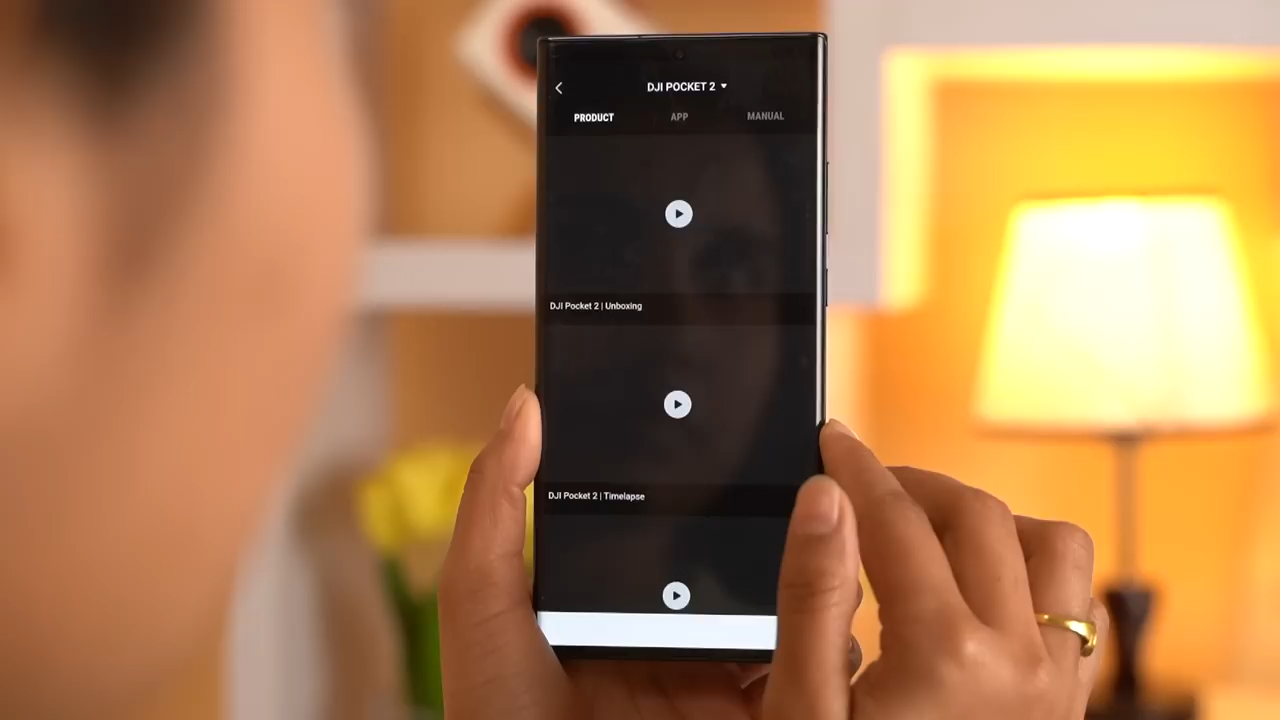 DJI POCKET 2
PRODUCT APP MANUAL
DJI Pocket 2 | Unboxing
DJI Pocket 2 | Timelapse